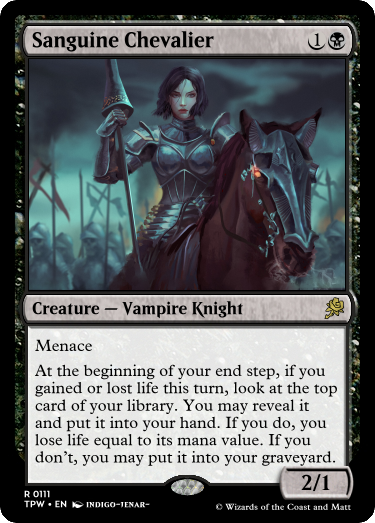 Sanguine Chevalier 1
Creature — Vampire Knight
Menace
At the beginning of your end step, if you
gained or lost life this turn, look at the top
card of your library. You may reveal it
and put it into your hand. If you do, you
lose life equal to its mana value. If you
don't, you may put it into your graveyard.
2/1
R 0111
TPW • EN INDIGO-JENAR-
© Wizards of the Coast and Matt